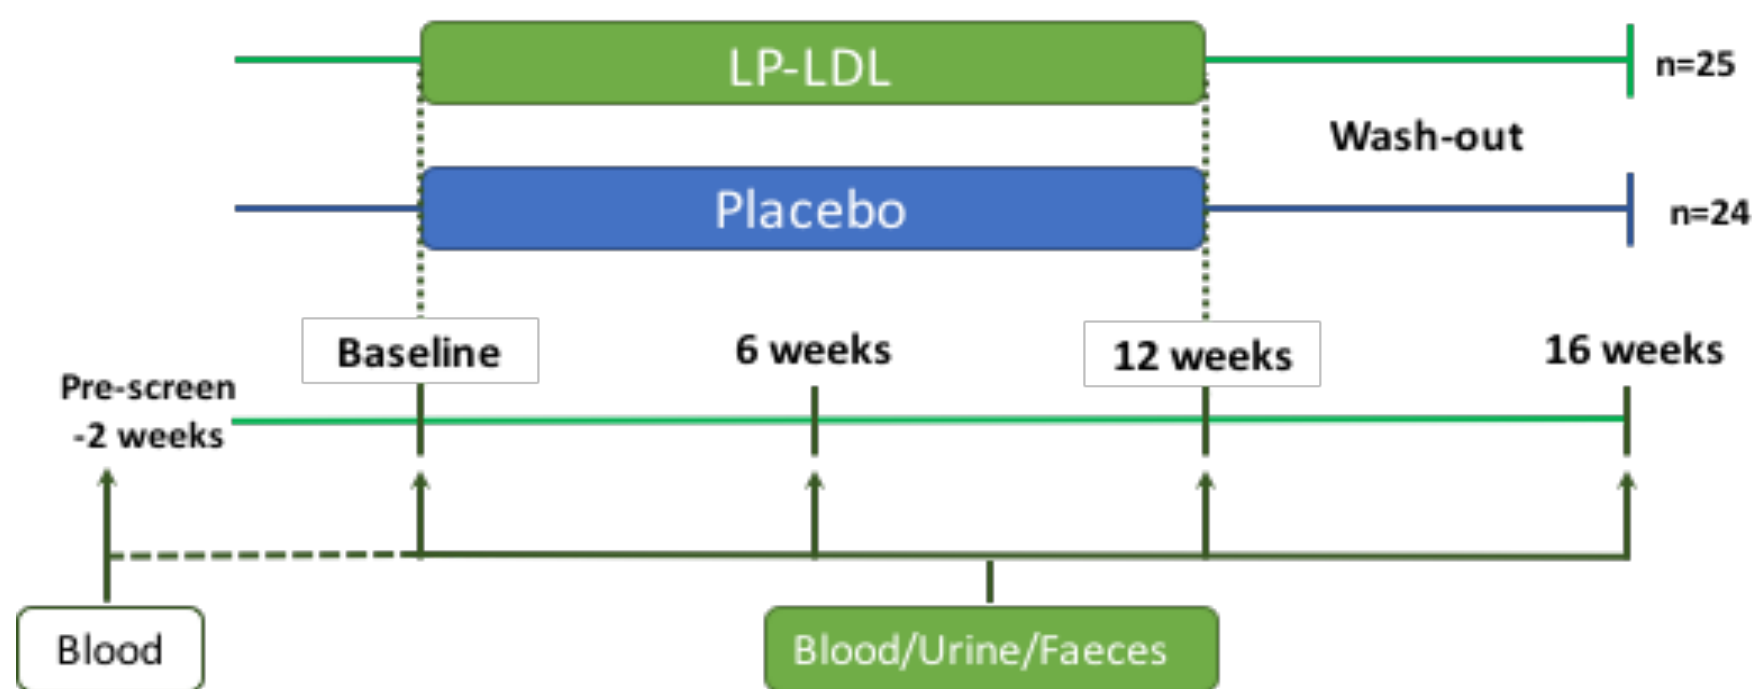 LP-LDL
n=25
Wash-out
Placebo
n=24
Baseline
6 weeks
12 weeks
16 weeks
Pre-screen
-2 weeks
Blood
Blood/Urine/Faeces